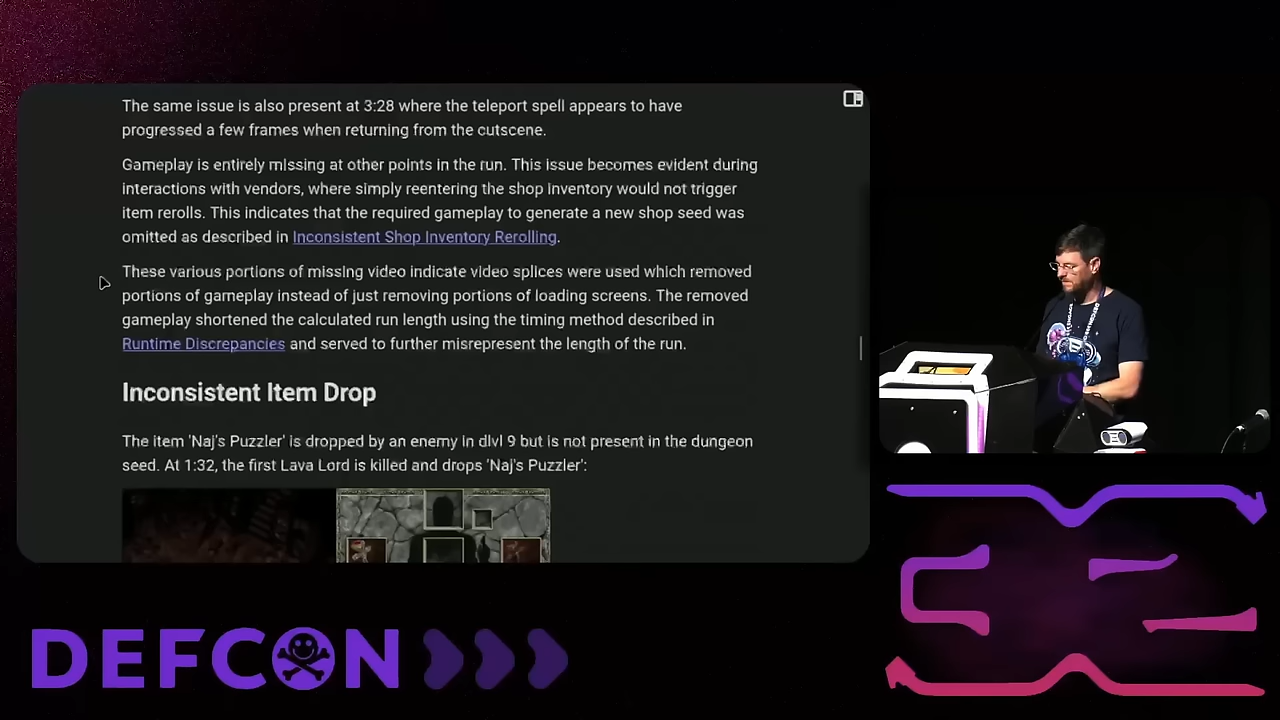 The same issue is also present at 3:28 where the teleport spell appears to have
progressed a few frames when returning from the cutscene.
Gameplay is entirely missing at other points in the run. This issue becomes evident during
interactions with vendors, where simply reentering the shop inventory would not trigger
item rerolls. This indicates that the required gameplay to generate a new shop seed was
omitted as described in Inconsistent Shop Inventory Rerolling.
These various portions of missing video indicate video splices were used which removed
portions of gameplay instead of just removing portions of loading screens. The removed
gameplay shortened the calculated run length using the timing method described in
Runtime Discrepancies and served to further misrepresent the length of the run.
Inconsistent Item Drop
The item 'Naj's Puzzler' is dropped by an enemy in dlvl 9 but is not present in the dungeon
seed. At 1:32, the first Lava Lord is killed and drops 'Naj's Puzzler':
DEFCON